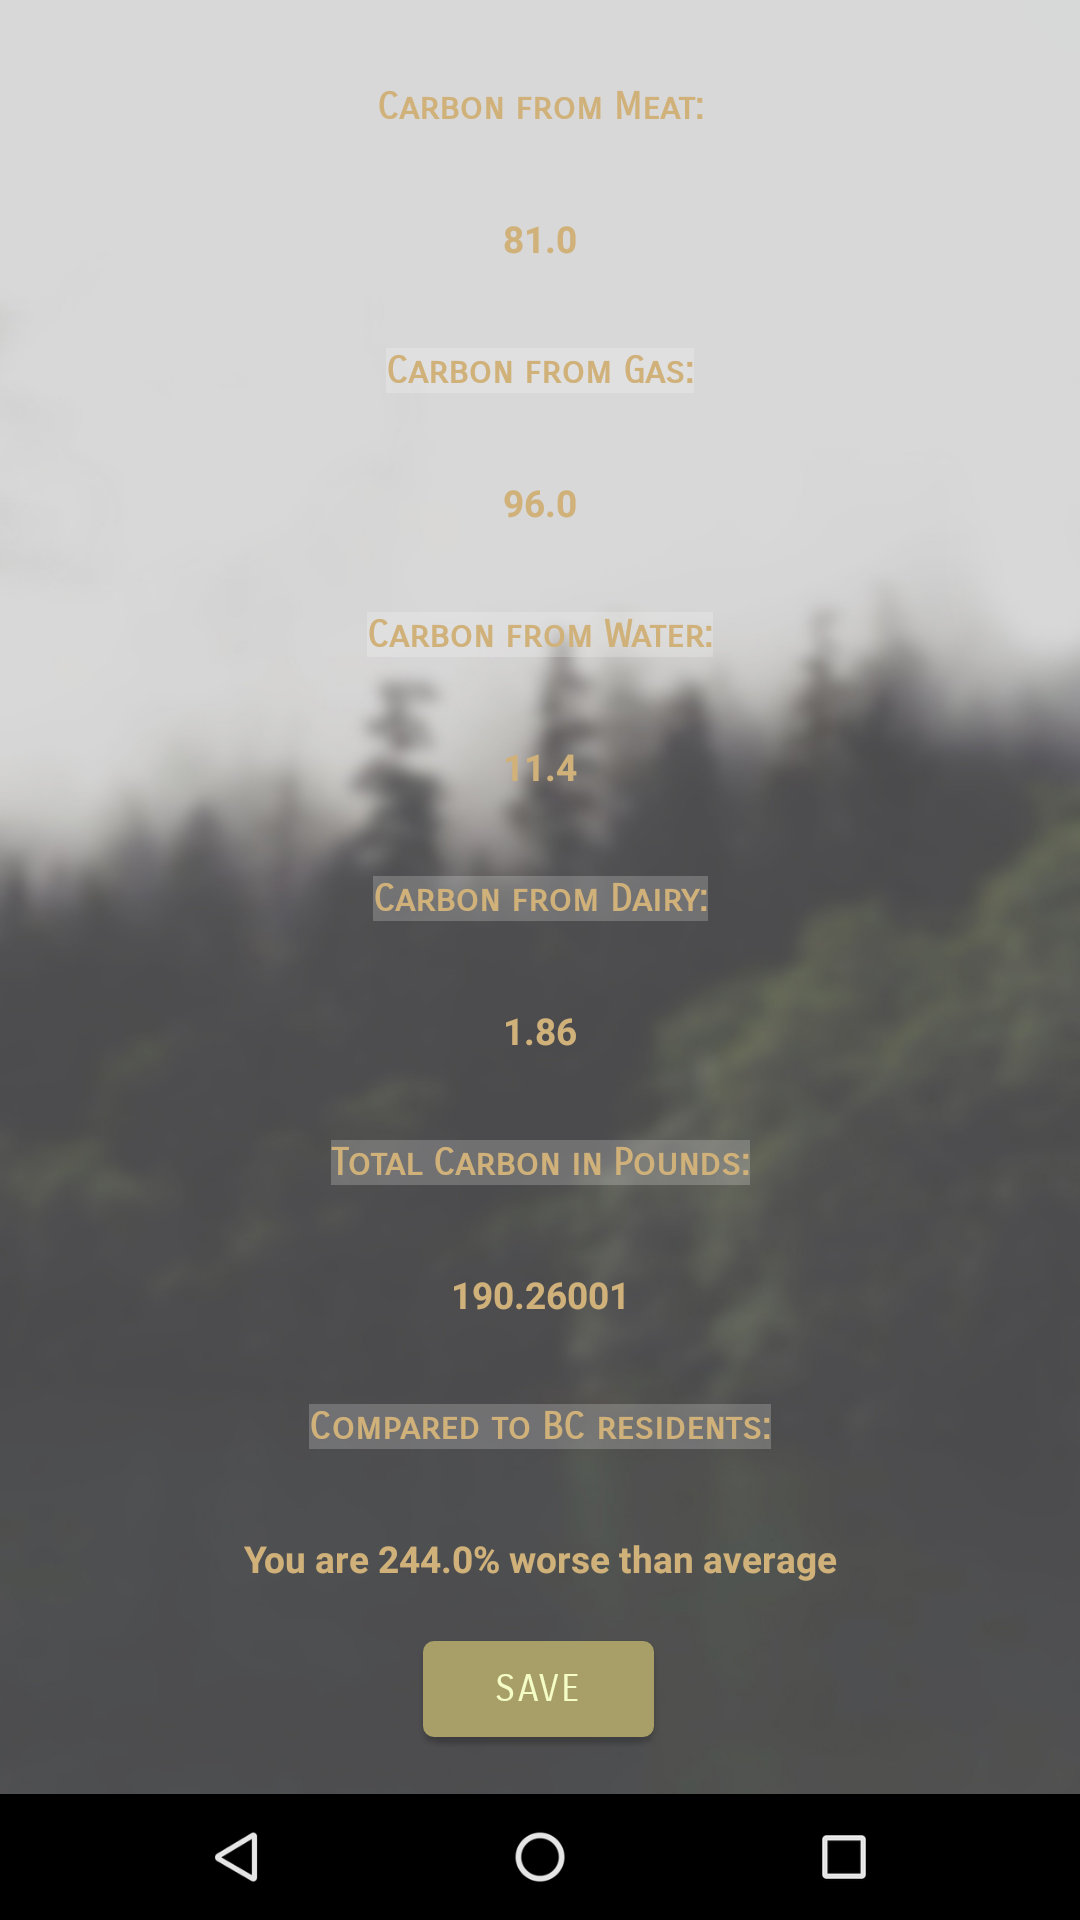 Carbon from Meat:
81.0
Carbon from Gas:
96.0
Carbon from Water:
11.4
Carbon from Dairy:
1.86
Total Carbon in Pounds:
190.26001
Compared to BC residents:
You are 244.0% worse than average
SAVE